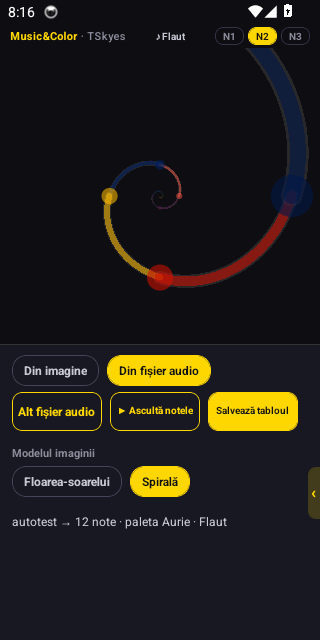 8:16
Music&Color · TSkyes ♪Flaut N1 N2 N3
Din imagine Din fișier audio
Alt fișier audio ► Ascultă notele Salvează tabloul
Modelul imaginii
Floarea-soarelui Spirală
‹
autotest → 12 note · paleta Aurie · Flaut